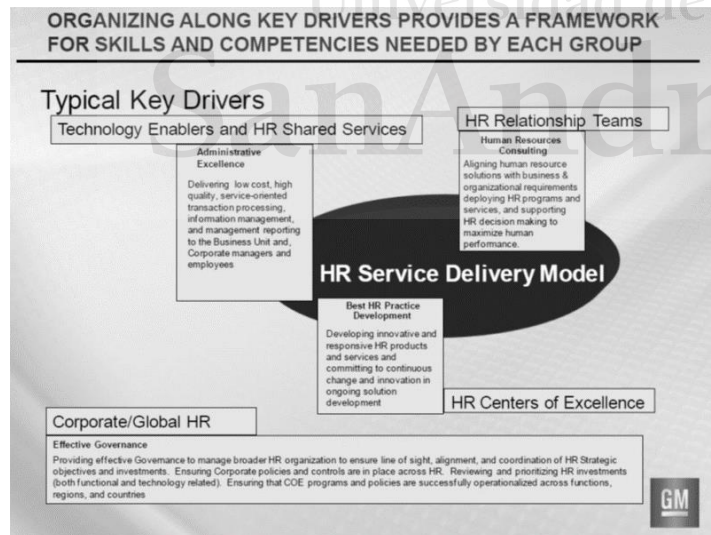 Universidad de
SanAndr
ORGANIZING ALONG KEY DRIVERS PROVIDES A FRAMEWORK
FOR SKILLS AND COMPETENCIES NEEDED BY EACH GROUP
Typical Key Drivers
Technology Enablers and HR Shared Services
Administrative
Excellence
Delivering low cost, high
quality, service-oriented
transaction processing,
information management,
and management reporting
to the Business Unit and,
Corporate managers and
employees
HR Relationship Teams
Human Resources
Consulting
Aligning human resource
solutions with business &
organizational requirements
deploying HR programs and
services, and supporting
HR decision making to
maximize human
performance.
HR Service Delivery Model
Best HR Practice
Development
Developing innovative and
responsive HR products
and services and
committing to continuous
change and innovation in
ongoing solution
development
HR Centers of Excellence
Corporate/Global HR
Effective Governance
Providing effective Governance to manage broader HR organization to ensure line of sight, alignment, and coordination of HR Strategic
objectives and investments. Ensuring Corporate policies and controls are in place across HR. Reviewing and prioritizing HR investments
(both functional and technology related). Ensuring that COE programs and policies are successfully operationalized across functions,
regions, and countries
GM